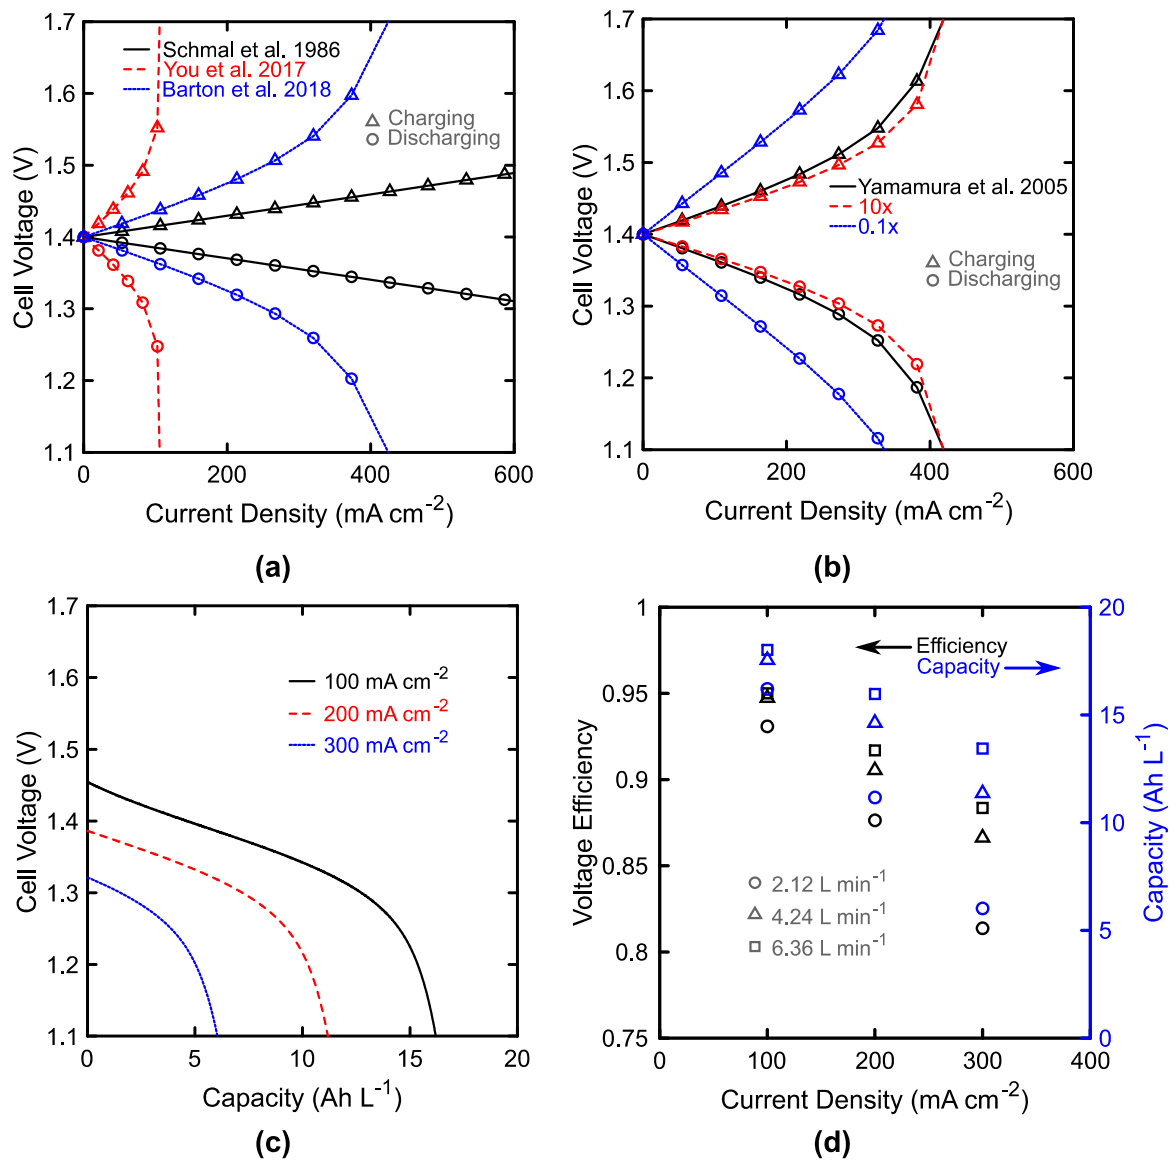 1.7
1.6
1.5
1.4
1.3
1.2
1.1
Cell Voltage (V)
Schmal et al. 1986
You et al. 2017
Barton et al. 2018
Charging
Discharging
0 200 400 600
Current Density (mA cm⁻²)
(a)
1.7
1.6
1.5
1.4
1.3
1.2
1.1
Cell Voltage (V)
Yamamura et al. 2005
10x
0.1x
Charging
Discharging
0 200 400 600
Current Density (mA cm⁻²)
(b)
1.7
1.6
1.5
1.4
1.3
1.2
1.1
Cell Voltage (V)
100 mA cm⁻²
200 mA cm⁻²
300 mA cm⁻²
0 5 10 15 20
Capacity (Ah L⁻¹)
(c)
1
0.95
0.9
0.85
0.8
0.75
Voltage Efficiency
Efficiency
Capacity
2.12 L min⁻¹
4.24 L min⁻¹
6.36 L min⁻¹
20
15
10
5
0
Capacity (Ah L⁻¹)
0 100 200 300 400
Current Density (mA cm⁻²)
(d)